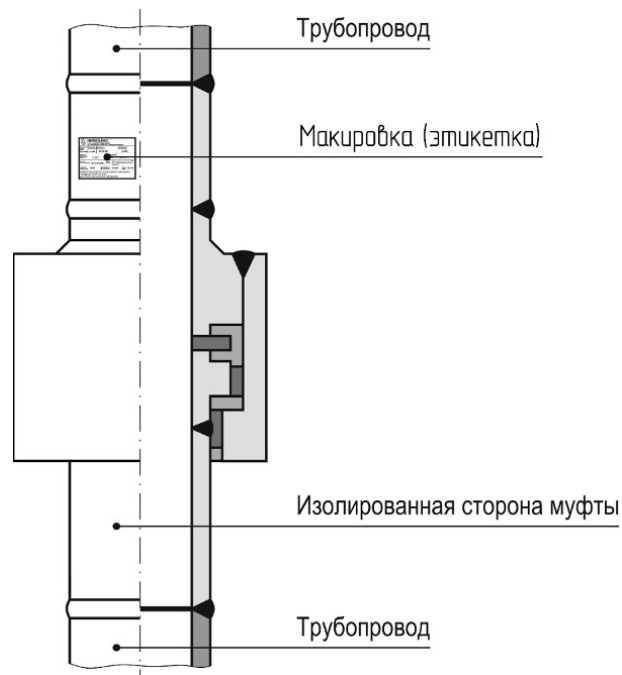 Трубопровод
Макировка (этикетка)
Изолированная сторона муфты
Трубопровод